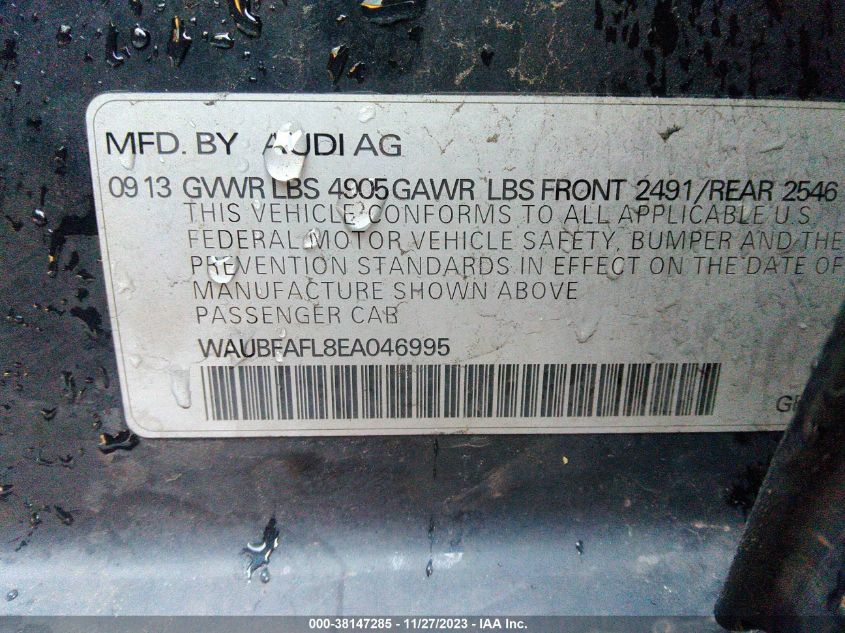 MFD. BY AUDI AG
09 13 GVWR LBS 4905 GAWR LBS FRONT 2491/REAR 2546
THIS VEHICLE CONFORMS TO ALL APPLICABLE U S
FEDERAL MOTOR VEHICLE SAFETY, BUMPER AND THE
PREVENTION STANDARDS IN EFFECT ON THE DATE OF
MANUFACTURE SHOWN ABOVE
PASSENGER CAR
WAUBFAFL8EA046995
000-38147285 - 11/27/2023 - © IAA Inc.